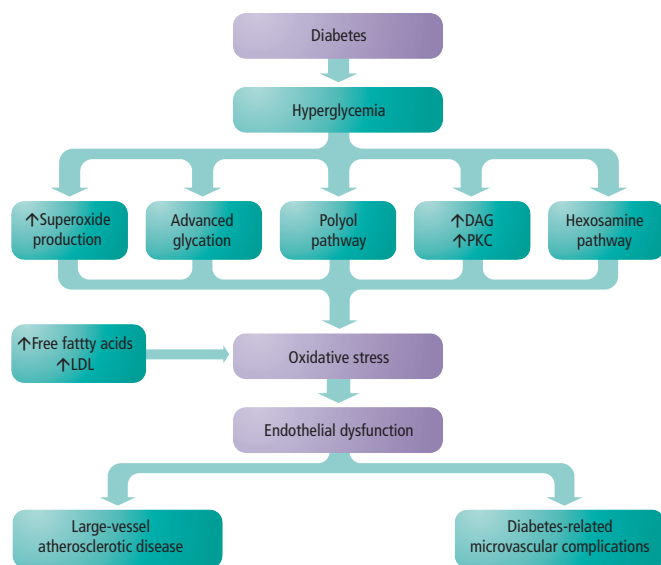 Diabetes
Hyperglycemia
↑Superoxide
production
Advanced
glycation
Polyol
pathway
↑DAG
↑PKC
Hexosamine
pathway
↑Free fattty acids
↑LDL
Oxidative stress
Endothelial dysfunction
Large-vessel
atherosclerotic disease
Diabetes-related
microvascular complications